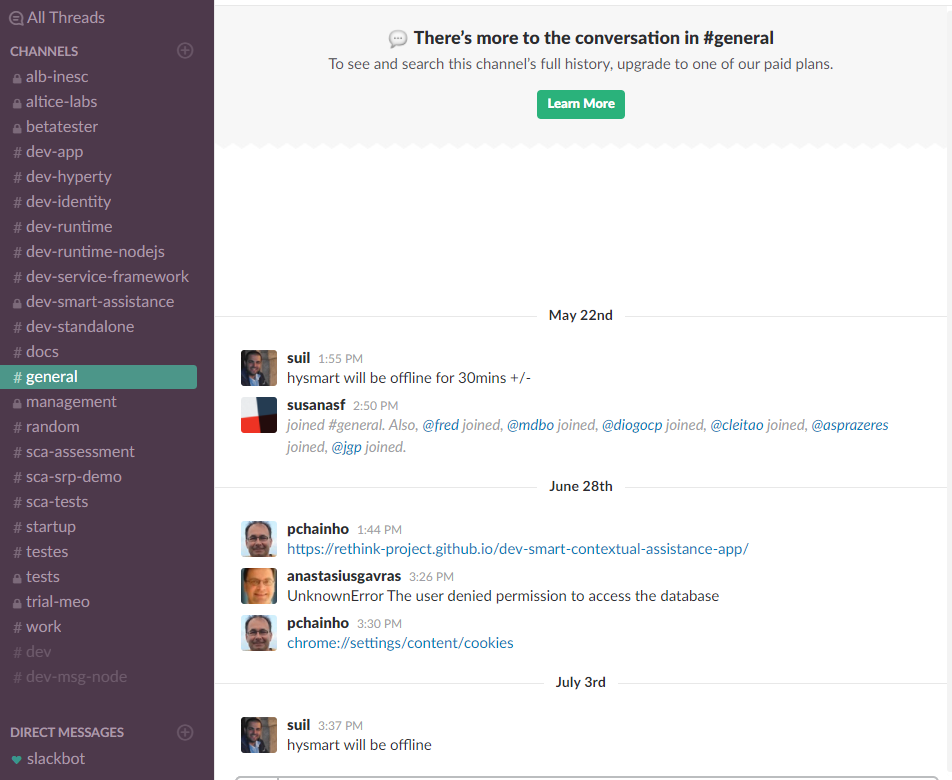 All Threads
CHANNELS
alb-inesc
altice-labs
betatester
# dev-app
# dev-hyperty
# dev-identity
# dev-runtime
# dev-runtime-nodejs
# dev-service-framework
dev-smart-assistance
# dev-standalone
# docs
# general
management
# random
# sca-assessment
# sca-srp-demo
# sca-tests
# startup
# testes
tests
trial-meo
# work
# dev
# dev-msg-node
DIRECT MESSAGES
slackbot
There's more to the conversation in #general
To see and search this channel's full history, upgrade to one of our paid plans.
Learn More
May 22nd
suil 1:55 PM
hysmart will be offline for 30mins +/-
susanasf 2:50 PM
joined #general. Also, @fred joined, @mdbo joined, @diogocp joined, @cleitao joined, @asprazeres
joined, @jgp joined.
June 28th
pchainho 1:44 PM
https://rethink-project.github.io/dev-smart-contextual-assistance-app/
anastasiusgavras 3:26 PM
UnknownError The user denied permission to access the database
pchainho 3:30 PM
chrome://settings/content/cookies
July 3rd
suil 3:37 PM
hysmart will be offline